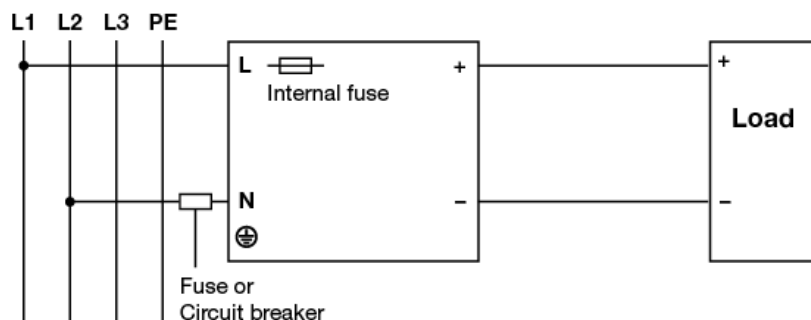 L1 L2 L3 PE
L + +
Internal fuse
Load
N – –
Fuse or
Circuit breaker